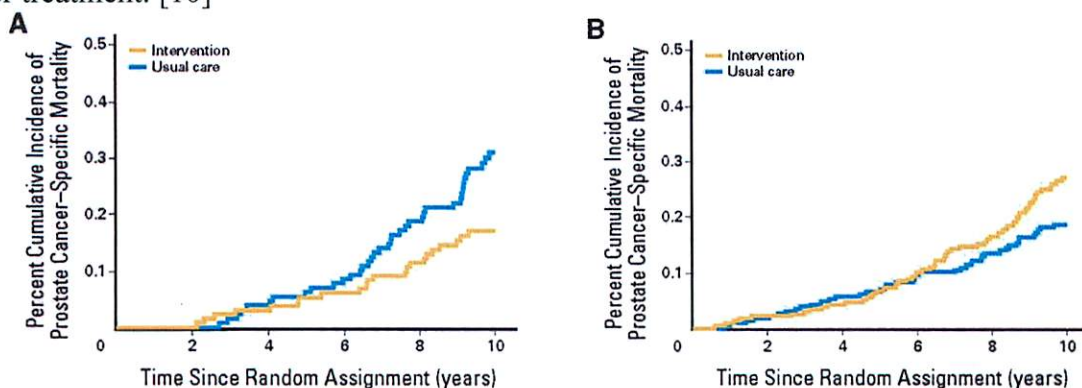 r treatment. [16]
A
Percent Cumulative Incidence of
Prostate Cancer–Specific Mortality
0.5
0.4
0.3
0.2
0.1
Intervention
Usual care
0
2
4
6
8
10
Time Since Random Assignment (years)
B
Percent Cumulative Incidence of
Prostate Cancer–Specific Mortality
0.5
0.4
0.3
0.2
0.1
Intervention
Usual care
0
2
4
6
8
10
Time Since Random Assignment (years)